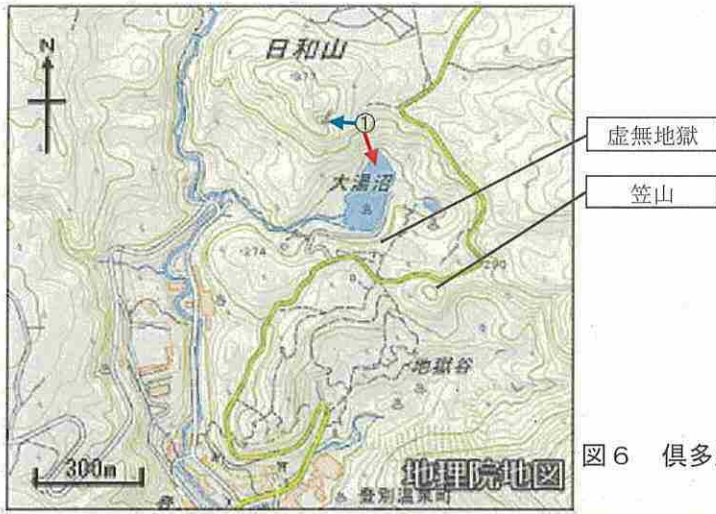 N
日和山
・377
①
大湯沼
虚無地獄
笠山
・274
地獄谷
300m
地理院地図
登別温泉町
図6 倶多